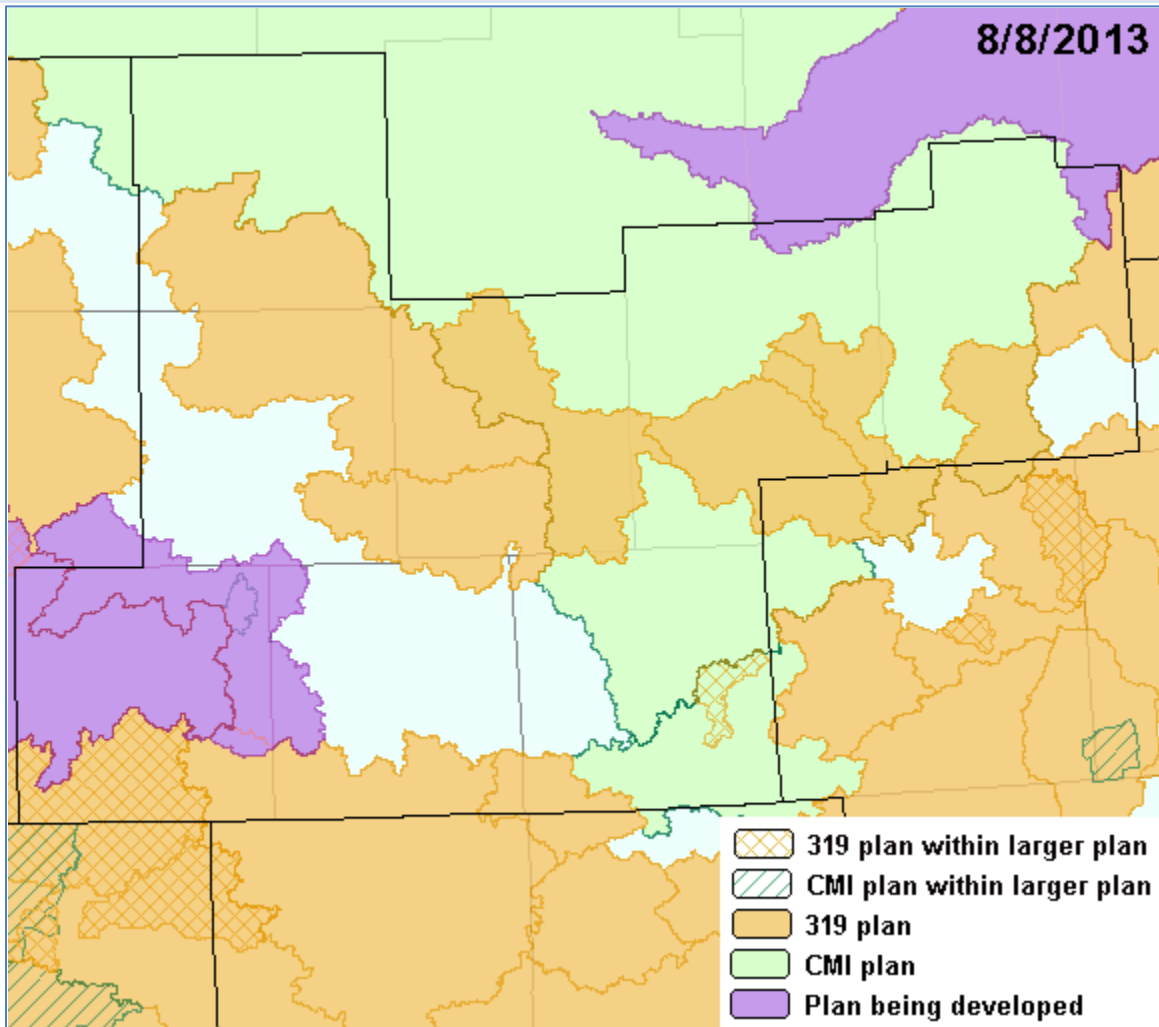 8/8/2013
319 plan within larger plan
CMI plan within larger plan
319 plan
CMI plan
Plan being developed